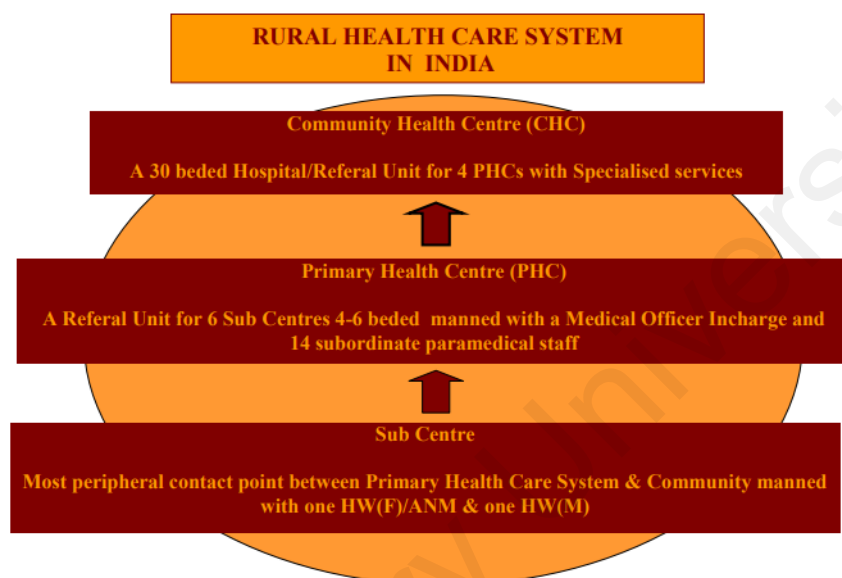 RURAL HEALTH CARE SYSTEM
IN INDIA
Community Health Centre (CHC)
A 30 beded Hospital/Referal Unit for 4 PHCs with Specialised services
Primary Health Centre (PHC)
A Referal Unit for 6 Sub Centres 4-6 beded manned with a Medical Officer Incharge and
14 subordinate paramedical staff
Sub Centre
Most peripheral contact point between Primary Health Care System & Community manned
with one HW(F)/ANM & one HW(M)